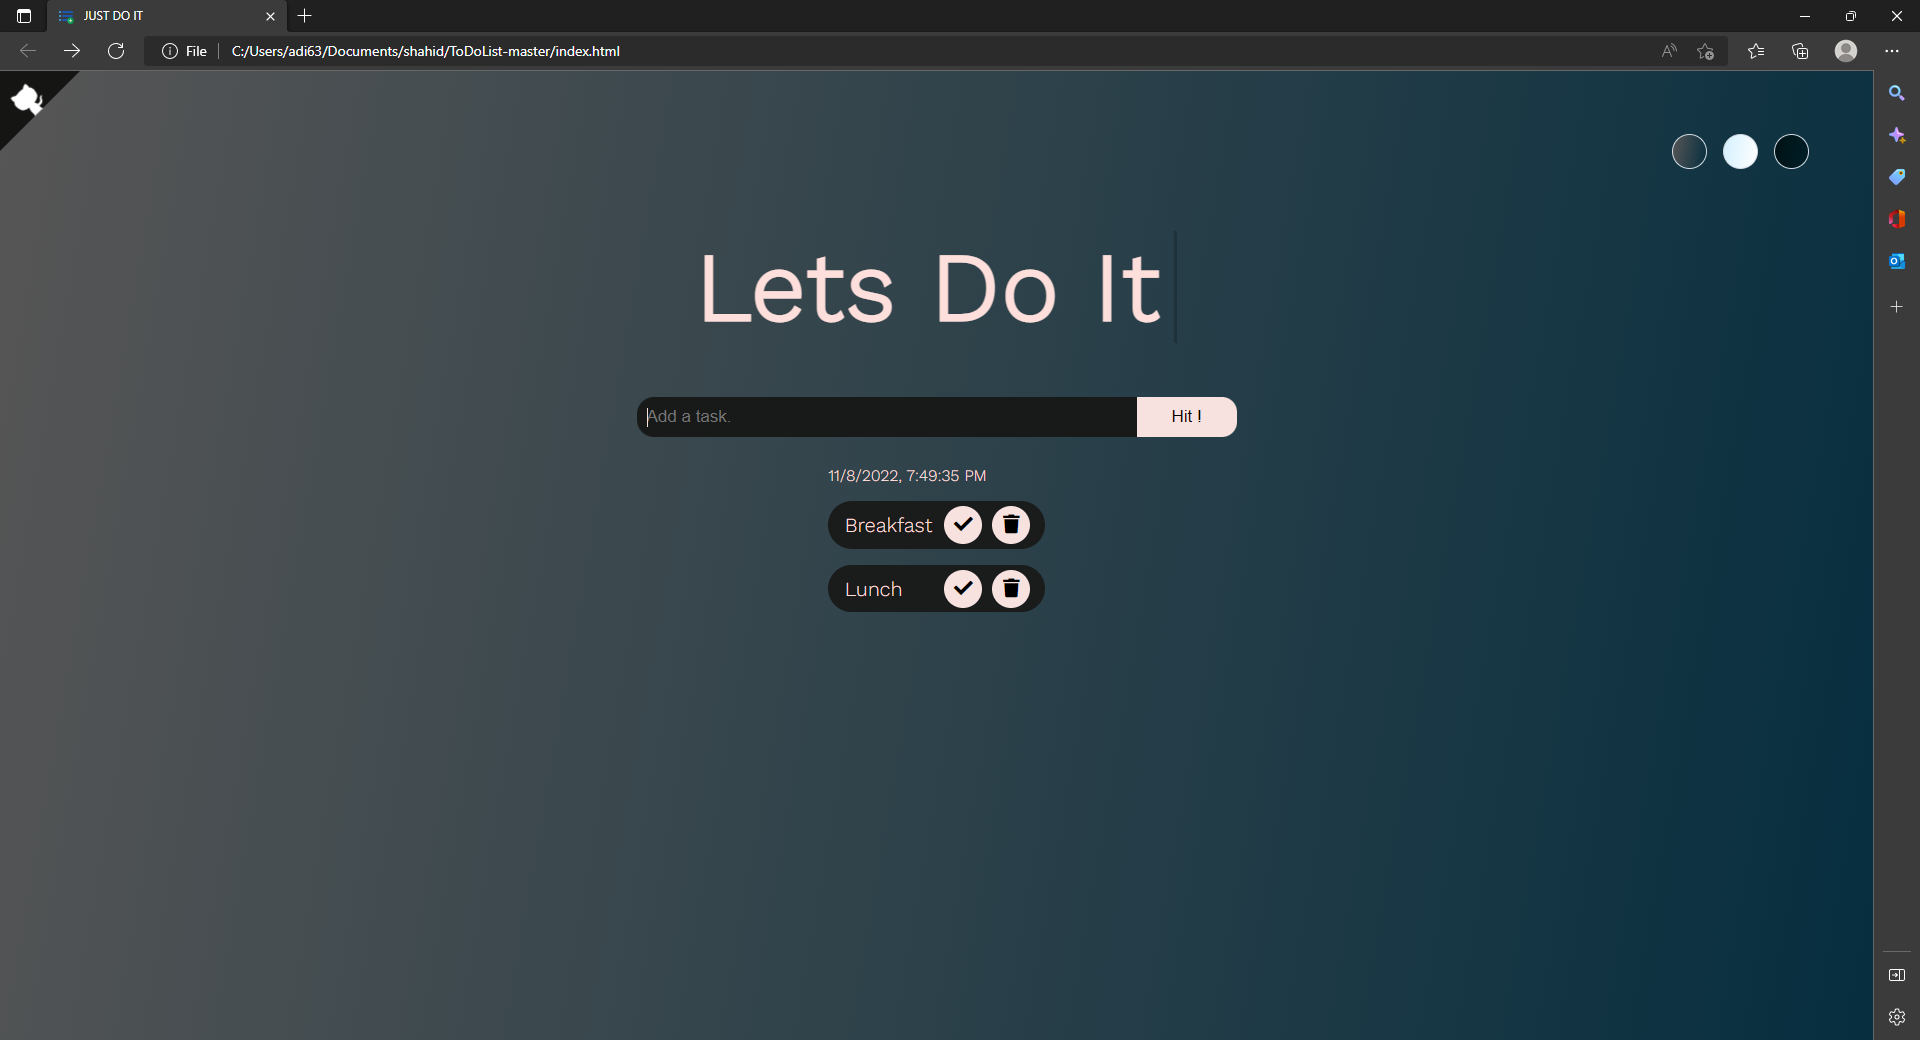 JUST DO IT
File
C:/Users/adi63/Documents/shahid/ToDoList-master/index.html
Lets Do It
Add a task.
Hit !
11/8/2022, 7:49:35 PM
Breakfast
Lunch